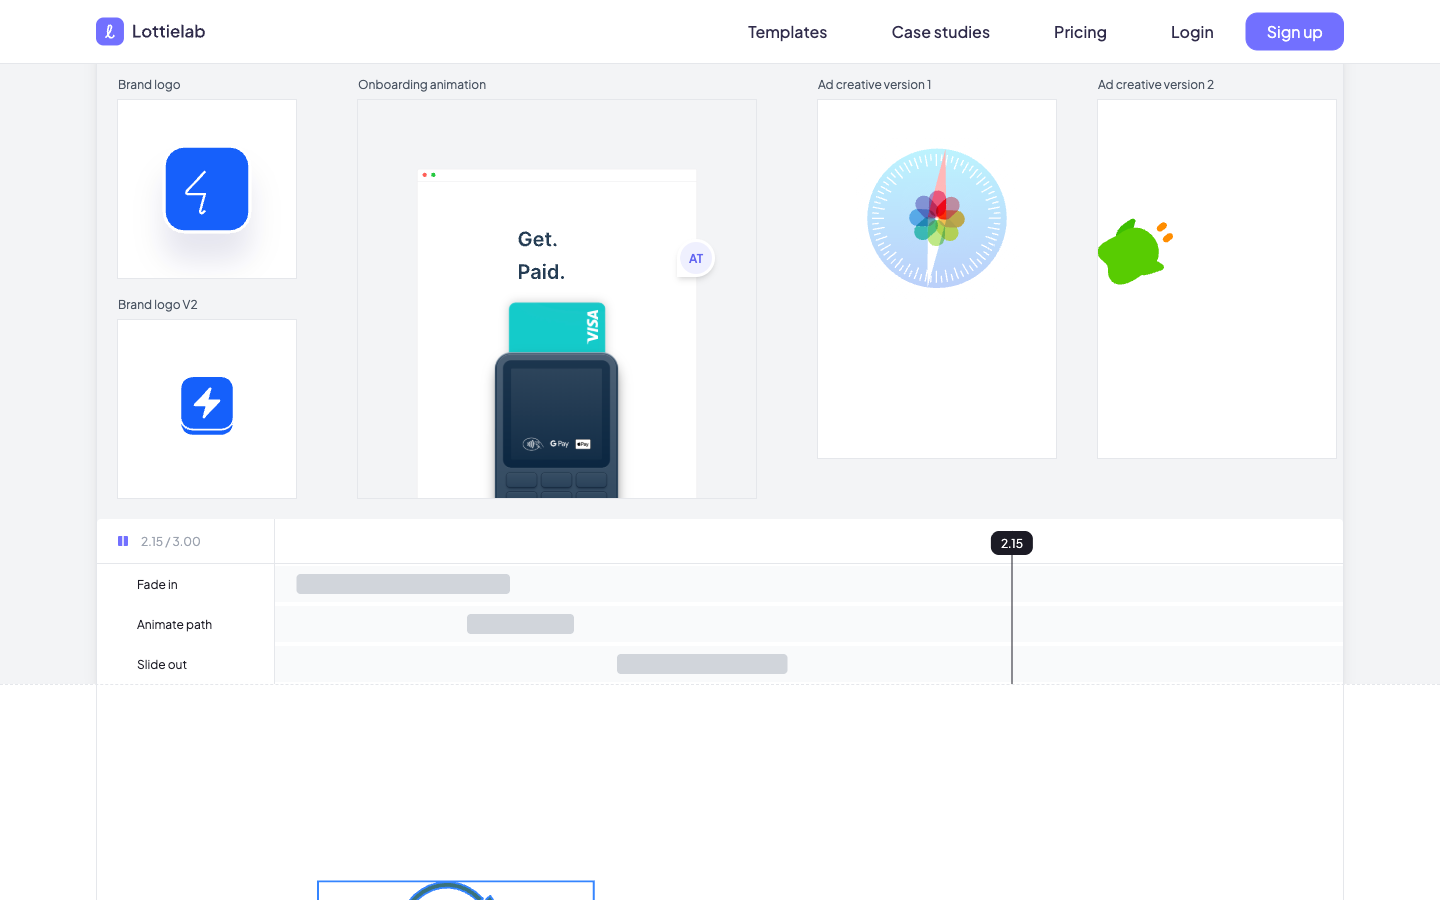 Lottielab
Templates
Case studies
Pricing
Login
Sign up
Brand logo
Onboarding animation
Ad creative version 1
Ad creative version 2
Get.
Paid.
AT
VISA
G Pay
Pay
Brand logo V2
2.15 / 3.00
2.15
Fade in
Animate path
Slide out